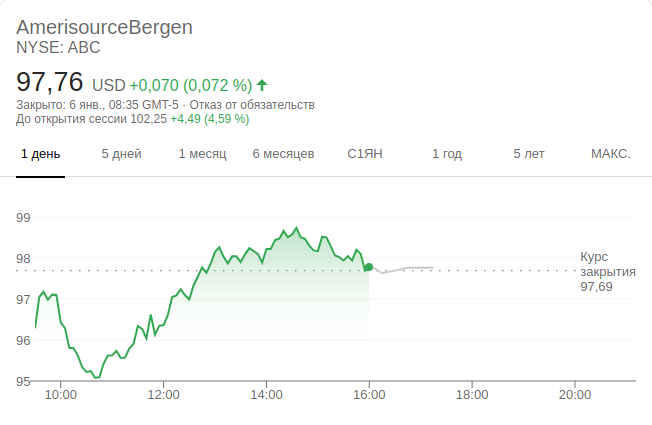 AmerisourceBergen
NYSE: ABC
97,76 USD +0,070 (0,072 %)
Закрыто: 6 янв., 08:35 GMT-5 · Отказ от обязательств
До открытия сессии 102,25 +4,49 (4,59 %)
1 день 5 дней 1 месяц 6 месяцев С1ЯН 1 год 5 лет МАКС.
99
98
97
96
95
Курс
закрытия
97,69
10:00 12:00 14:00 16:00 18:00 20:00